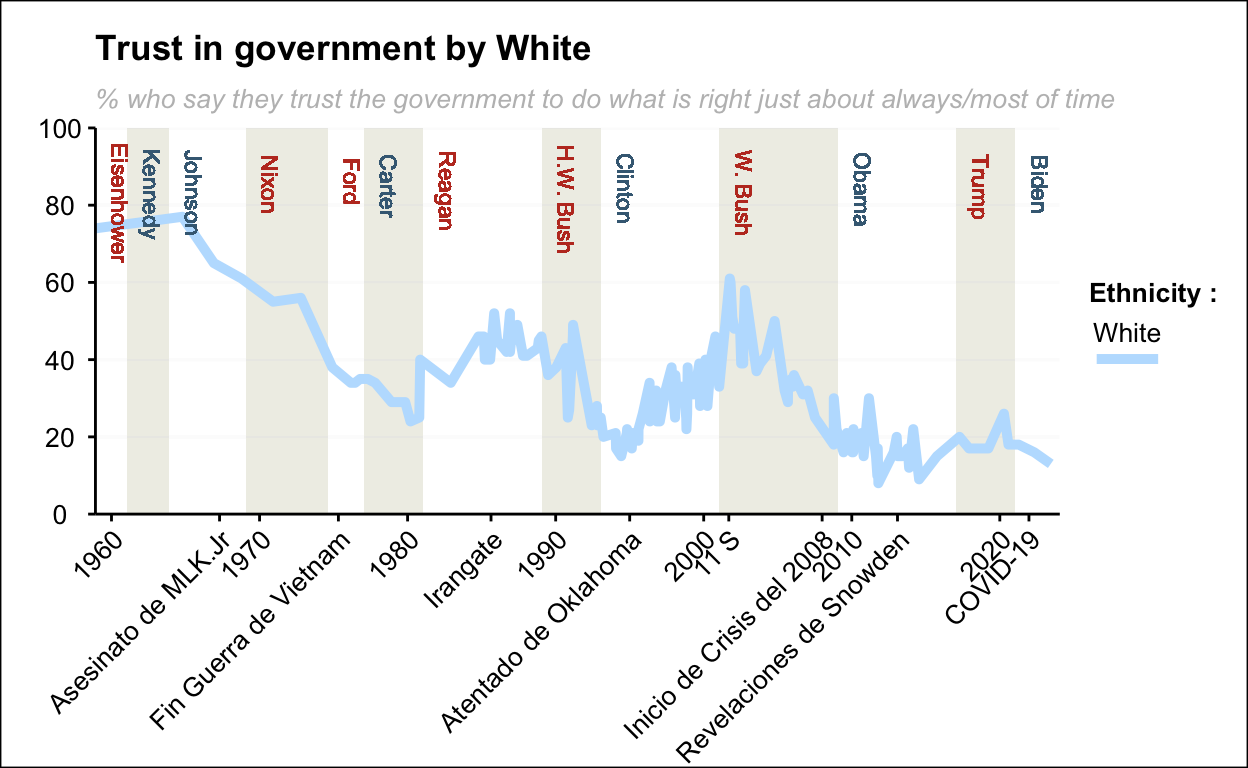 Trust in government by White
% who say they trust the government to do what is right just about always/most of time
100
80
60
40
20
0
Eisenhower
Kennedy
Johnson
Nixon
Ford
Carter
Reagan
H.W. Bush
Clinton
W. Bush
Obama
Trump
Biden
1960
Asesinato de MLK.Jr
1970
Fin Guerra de Vietnam
1980
Irangate
1990
Atentado de Oklahoma
2000
11 S
Inicio de Crisis del 2008
2010
Revelaciones de Snowden
2020
COVID-19
Ethnicity :
White